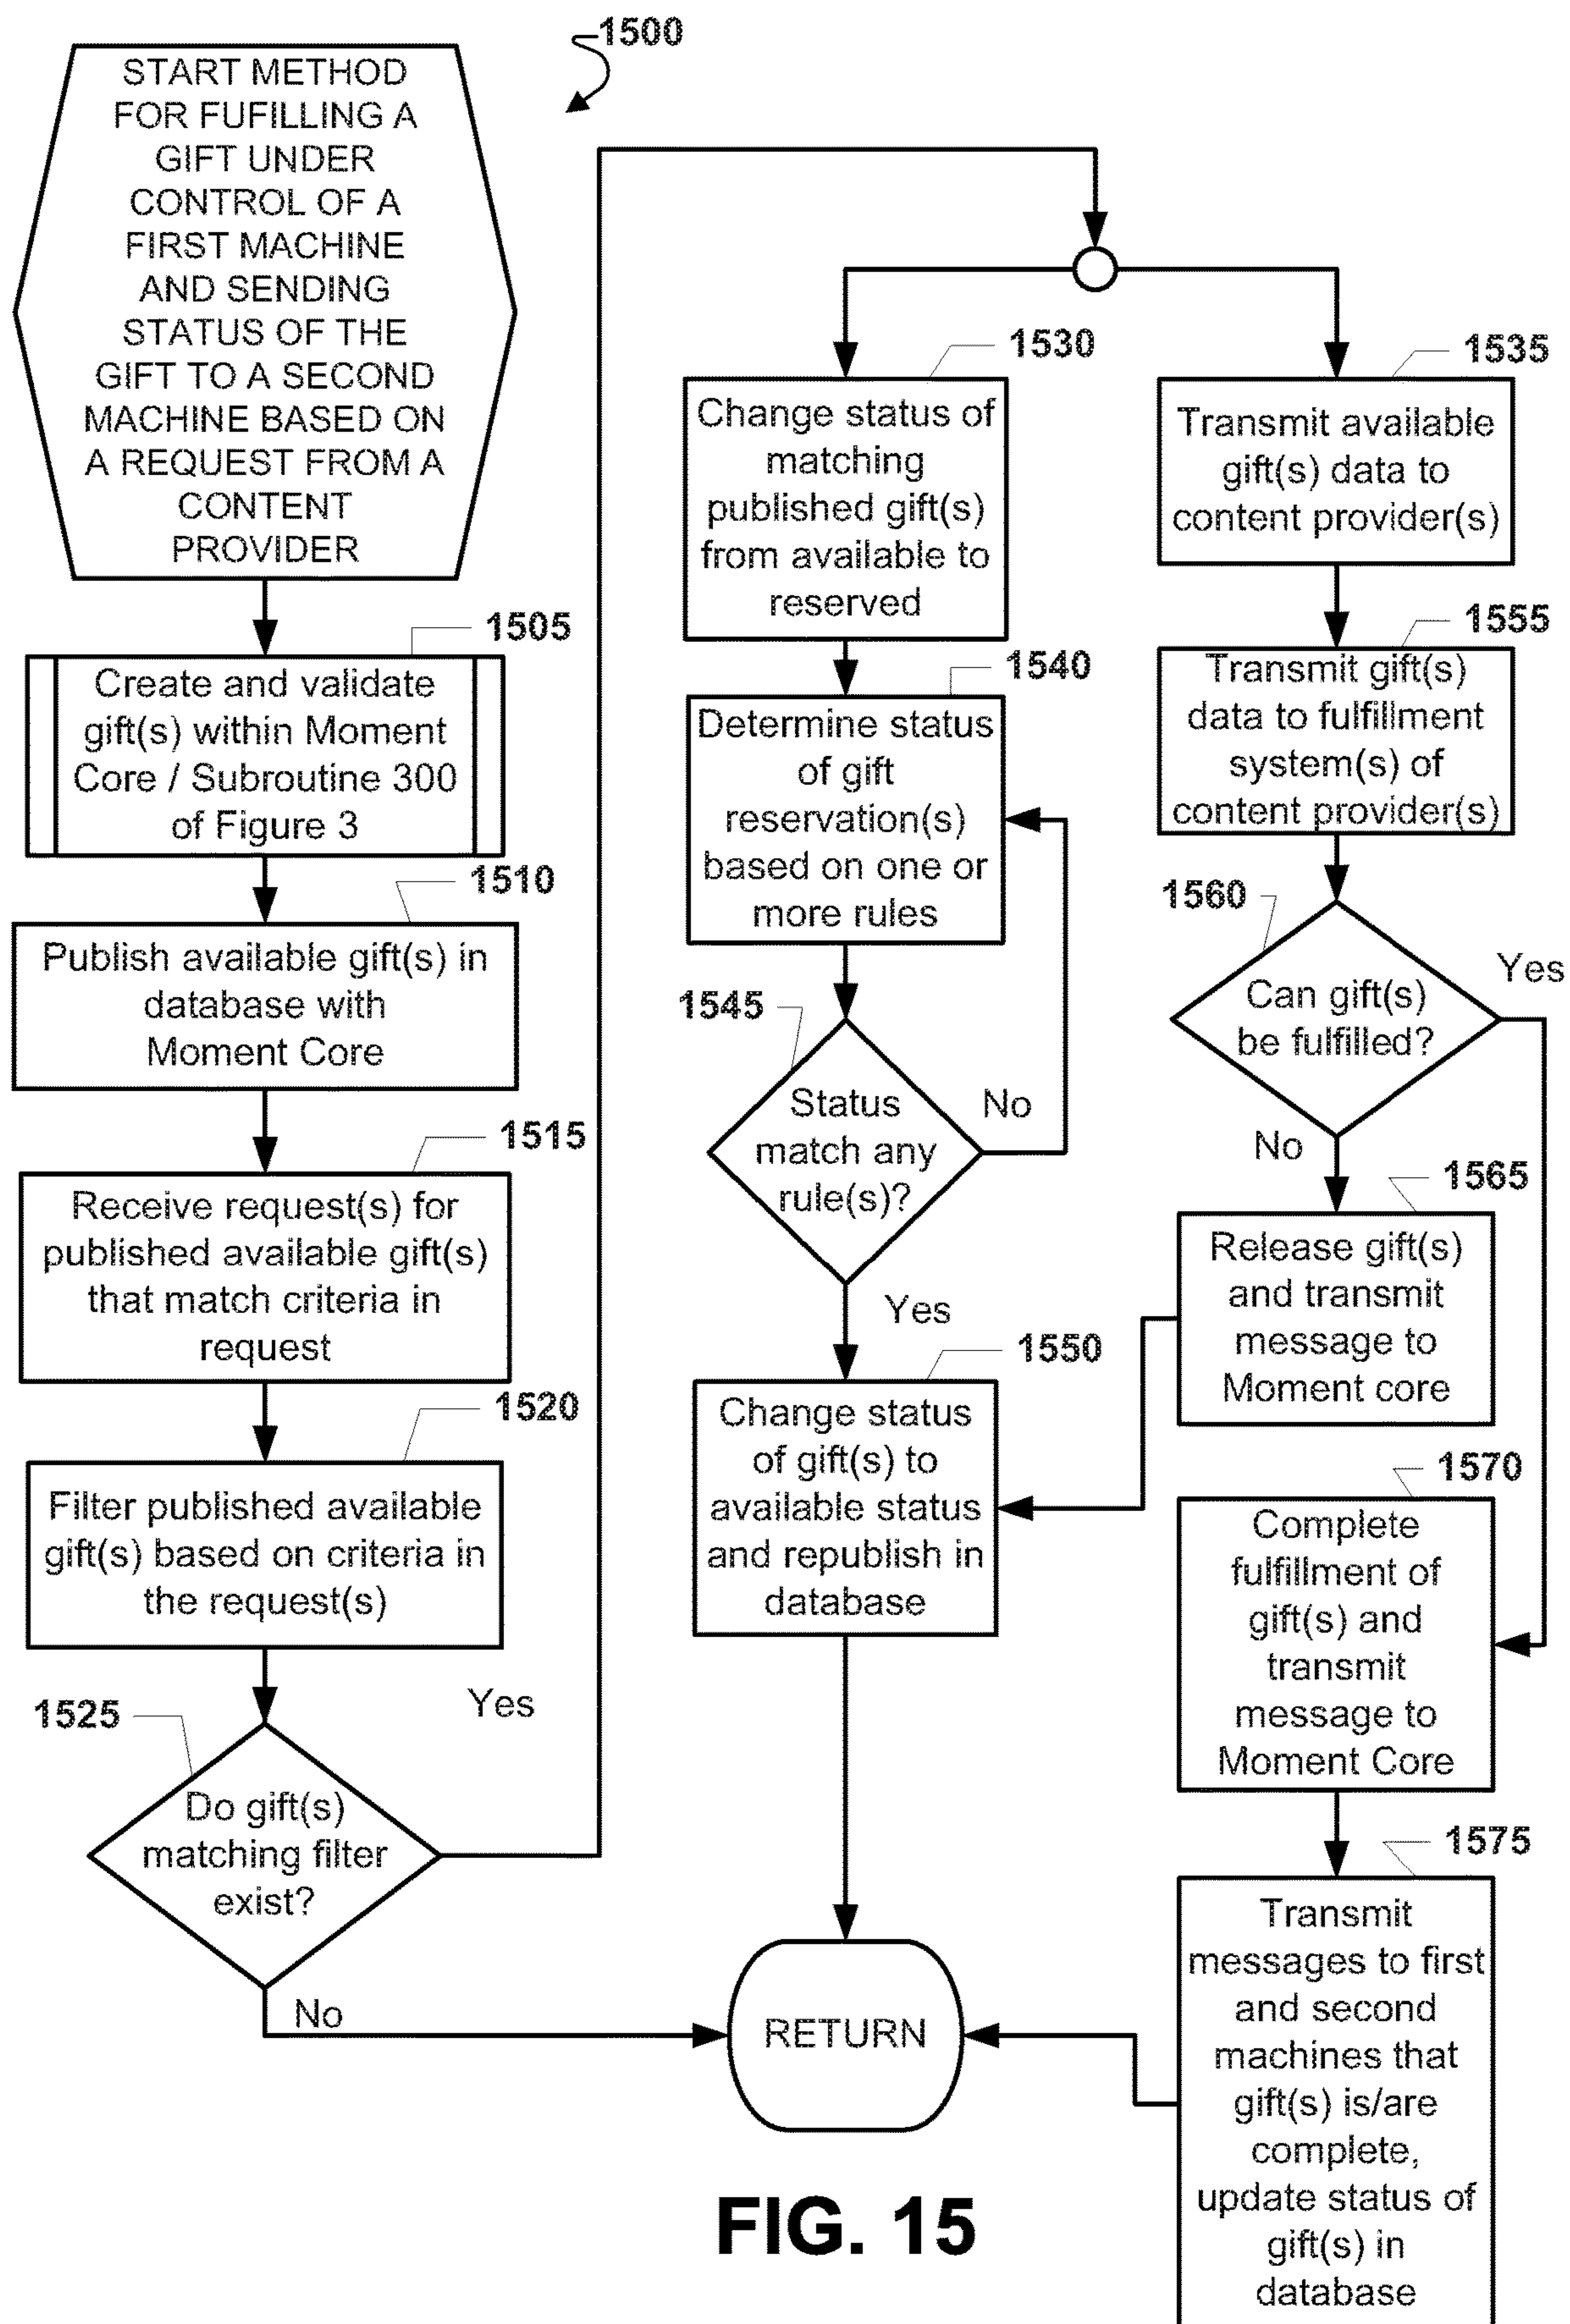 1500
START METHOD
FOR FUFILLING A
GIFT UNDER
CONTROL OF A
FIRST MACHINE
AND SENDING
STATUS OF THE
GIFT TO A SECOND
MACHINE BASED ON
A REQUEST FROM A
CONTENT
PROVIDER
1505
Create and validate
gift(s) within Moment
Core / Subroutine 300
of Figure 3
1510
Publish available gift(s) in
database with
Moment Core
1515
Receive request(s) for
published available gift(s)
that match criteria in
request
1520
Filter published available
gift(s) based on criteria in
the request(s)
1525
Yes
Do gift(s)
matching filter
exist?
No
1530
Change status of
matching
published gift(s)
from available to
reserved
1540
Determine status
of gift
reservation(s)
based on one or
more rules
1545
Status
match any
rule(s)?
No
Yes
1550
Change status
of gift(s) to
available status
and republish in
database
RETURN
1535
Transmit available
gift(s) data to
content provider(s)
1555
Transmit gift(s)
data to fulfillment
system(s) of
content provider(s)
1560
Can gift(s)
be fulfilled?
Yes
No
1565
Release gift(s)
and transmit
message to
Moment core
1570
Complete
fulfillment of
gift(s) and
transmit
message to
Moment Core
1575
Transmit
messages to first
and second
machines that
gift(s) is/are
complete,
update status of
gift(s) in
database
FIG. 15